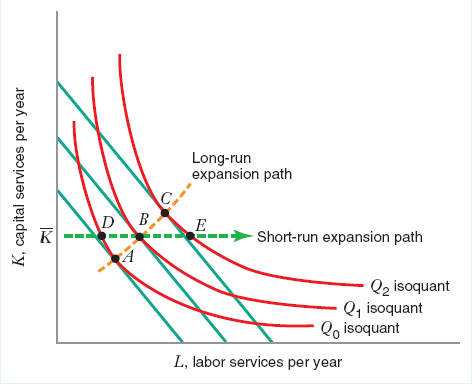 K, capital services per year
Long-run
expansion path
C
D
B
E
K̅
Short-run expansion path
A
Q₂ isoquant
Q₁ isoquant
Q₀ isoquant
L, labor services per year